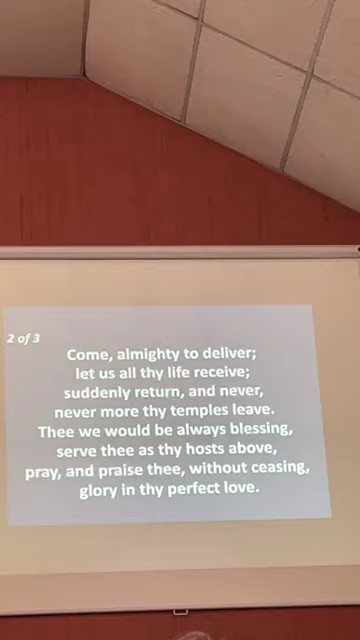 2 of 3
Come, almighty to deliver;
let us all thy life receive;
suddenly return, and never,
never more thy temples leave.
Thee we would be always blessing,
serve thee as thy hosts above,
pray, and praise thee, without ceasing,
glory in thy perfect love.